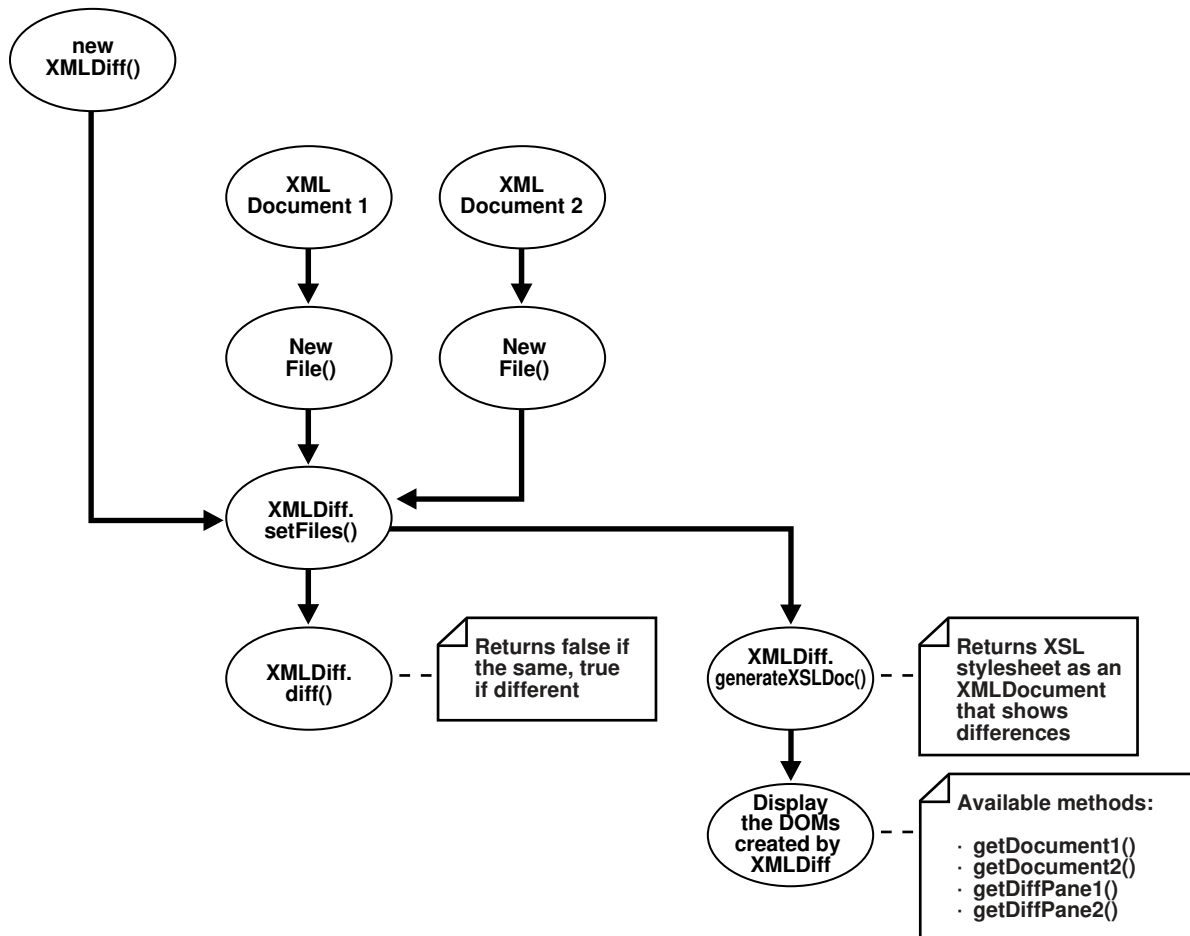 new
XMLDiff()
XML
Document 1
XML
Document 2
New
File()
New
File()
XMLDiff.
setFiles()
XMLDiff.
diff()
Returns false if
the same, true
if different
XMLDiff.
generateXSLDoc()
Returns XSL
stylesheet as an
XMLDocument
that shows
differences
Display
the DOMs
created by
XMLDiff
Available methods:
· getDocument1()
· getDocument2()
· getDiffPane1()
· getDiffPane2()